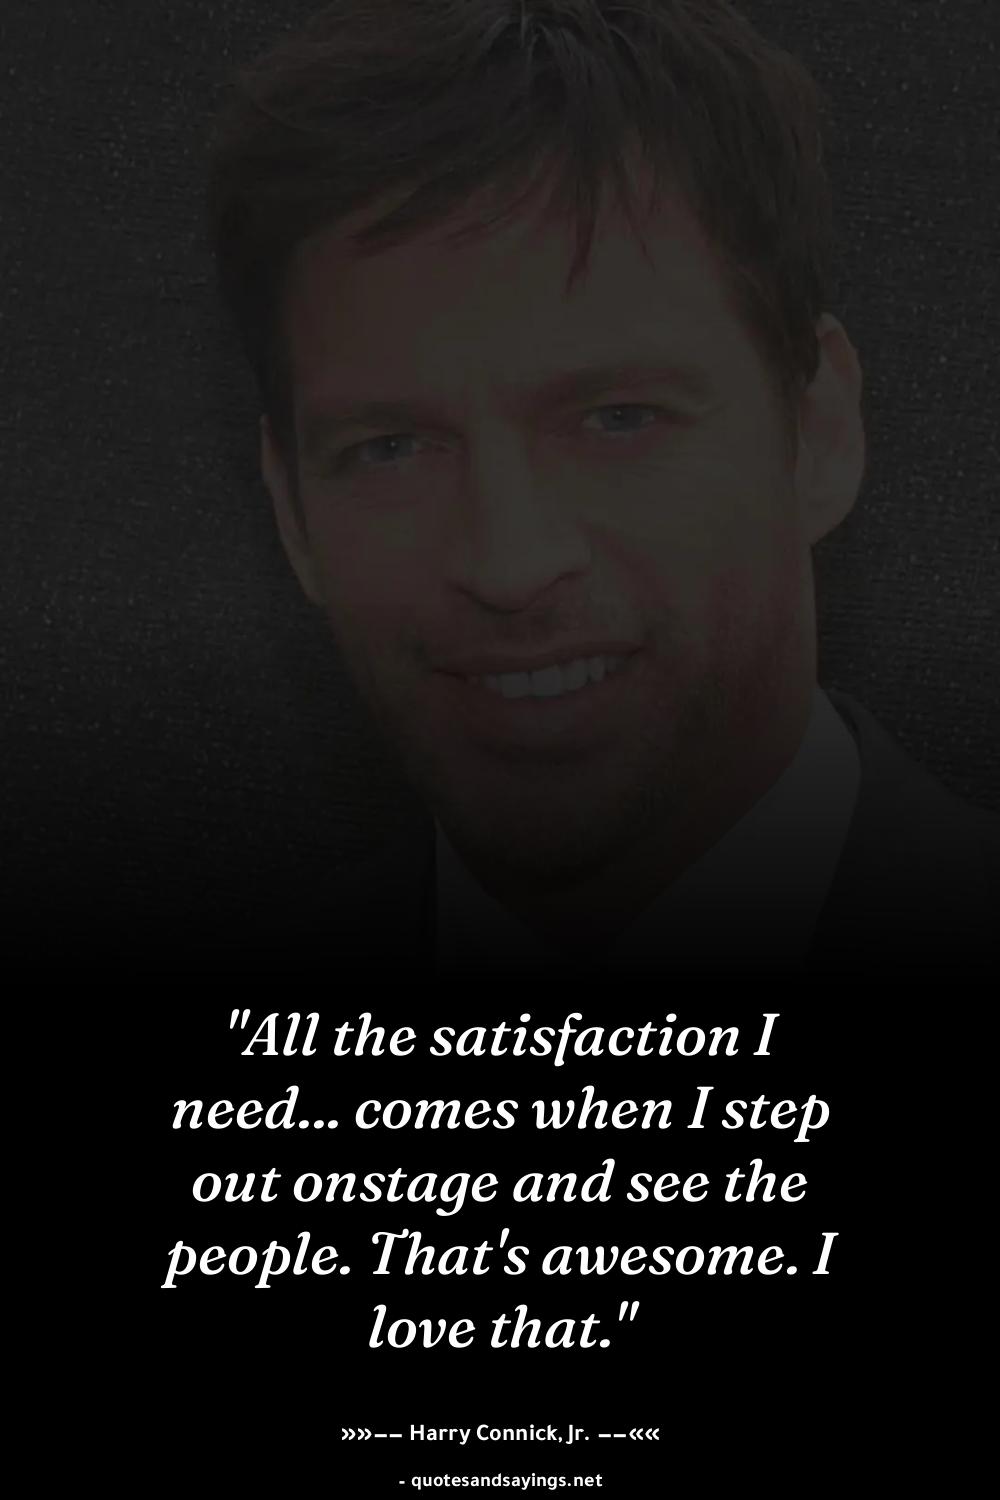 "All the satisfaction I
need... comes when I step
out onstage and see the
people. That's awesome. I
love that."
»»−− Harry Connick, Jr. −−««
- quotesandsayings.net